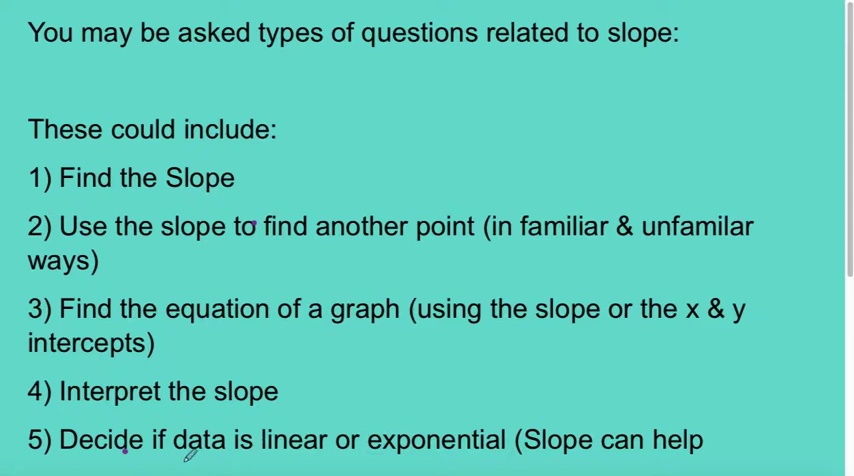 You may be asked types of questions related to slope:
These could include:
1) Find the Slope
2) Use the slope to find another point (in familiar & unfamilar
ways)
3) Find the equation of a graph (using the slope or the x & y
intercepts)
4) Interpret the slope
5) Decide if data is linear or exponential (Slope can help